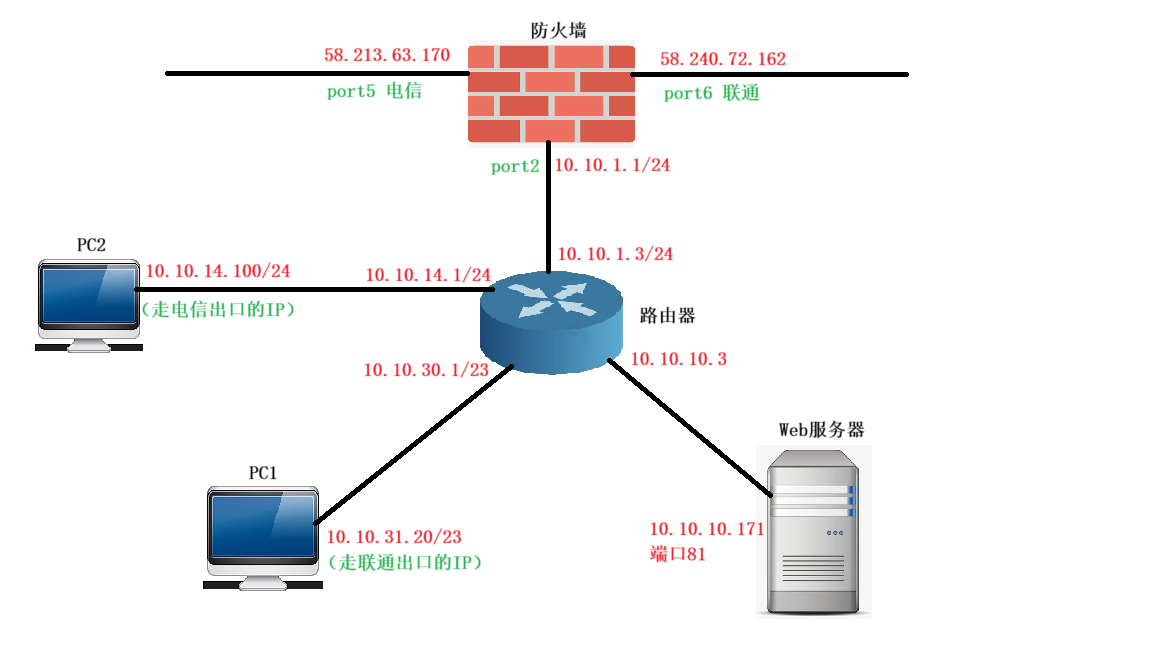 防火墙
58.213.63.170
58.240.72.162
port5 电信
port6 联通
port2
10.10.1.1/24
PC2
10.10.14.100/24
10.10.14.1/24
10.10.1.3/24
(走电信出口的IP)
路由器
10.10.30.1/23
10.10.10.3
Web服务器
PC1
10.10.31.20/23
(走联通出口的IP)
10.10.10.171
端口81